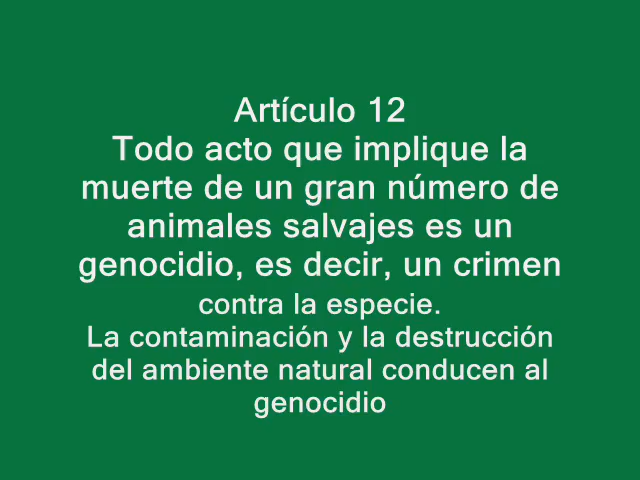 Artículo 12
Todo acto que implique la
muerte de un gran número de
animales salvajes es un
genocidio, es decir, un crimen
contra la especie.
La contaminación y la destrucción
del ambiente natural conducen al
genocidio